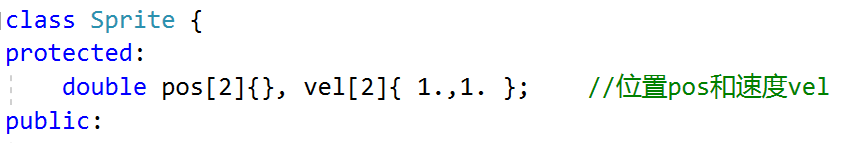 class Sprite {
protected:
    double pos[2]{}, vel[2]{ 1.,1. };    //位置pos和速度vel
public: